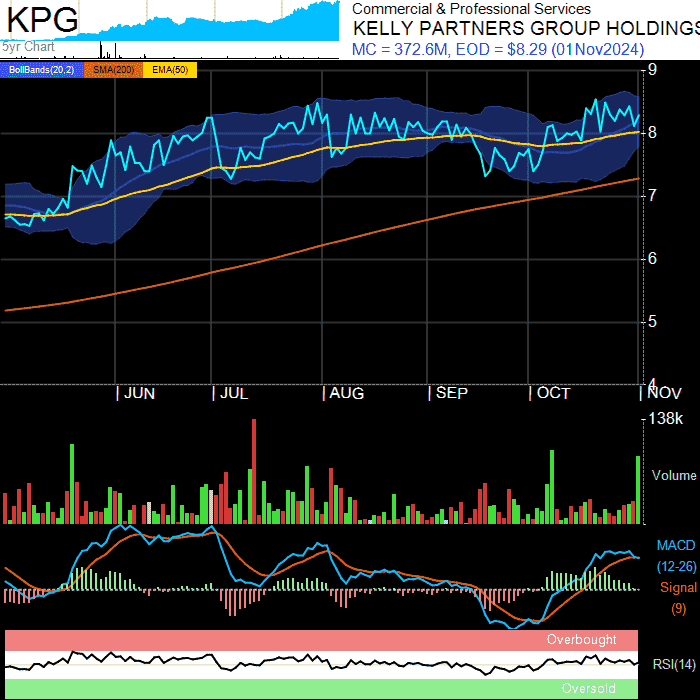 KPG
5yr Chart
Commercial & Professional Services
KELLY PARTNERS GROUP HOLDINGS
MC = 372.6M, EOD = $8.29 (01Nov2024)
BollBands(20,2) SMA(200) EMA(50)
9
8
7
6
5
4
JUN JUL AUG SEP OCT NOV
138k
Volume
MACD
(12-26)
Signal
(9)
Overbought
RSI(14)
Oversold